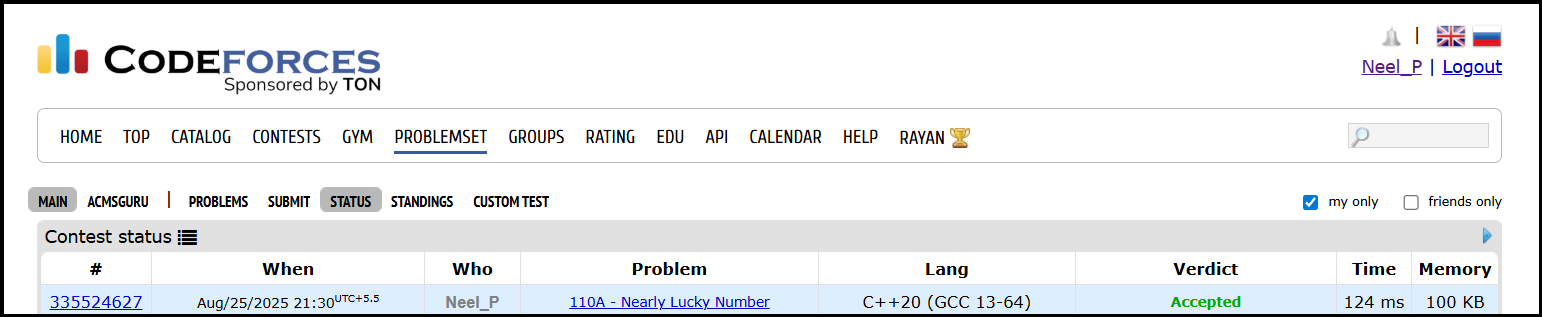 CODEFORCES
Sponsored by TON
|
Neel_P | Logout
HOME TOP CATALOG CONTESTS GYM PROBLEMSET GROUPS RATING EDU API CALENDAR HELP RAYAN
MAIN ACMSGURU | PROBLEMS SUBMIT STATUS STANDINGS CUSTOM TEST my only friends only
Contest status
# When Who Problem Lang Verdict Time Memory
335524627 Aug/25/2025 21:30UTC+5.5 Neel_P 110A - Nearly Lucky Number C++20 (GCC 13-64) Accepted 124 ms 100 KB